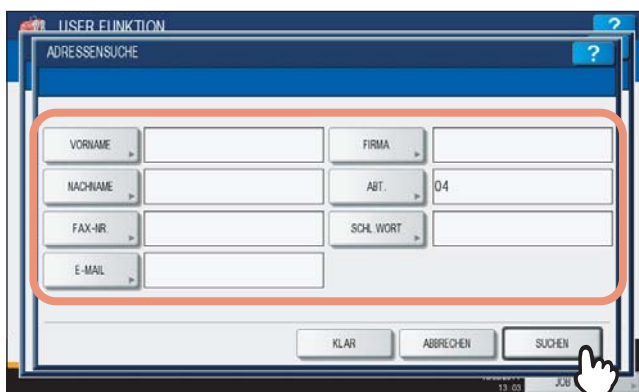 USER FUNKTION ?
ADRESSENSUCHE ?
VORNAME FIRMA
NACHNAME ABT. 04
FAX-NR. SCHL.WORT
E-MAIL
KLAR ABBRECHEN SUCHEN
13:03 JOB